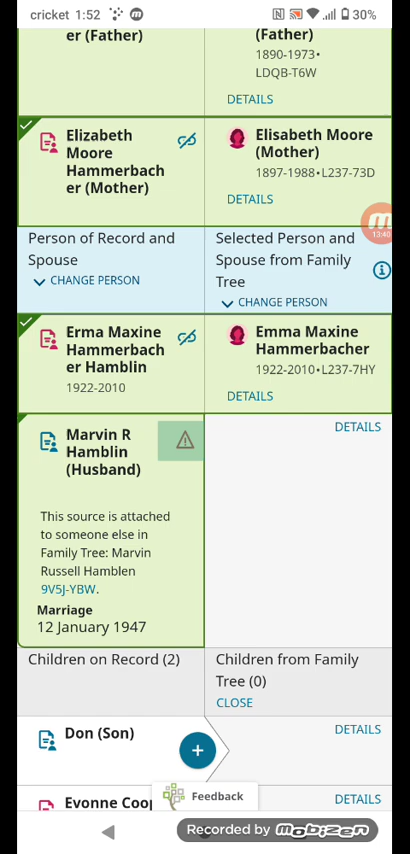 cricket 1:52
30%
er (Father)
(Father)
1890-1973•
LDQB-T6W
DETAILS
Elizabeth
Moore
Hammerbach
er (Mother)
Elisabeth Moore
(Mother)
1897-1988•L237-73D
DETAILS
13:40
Person of Record and
Spouse
CHANGE PERSON
Selected Person and
Spouse from Family
Tree
CHANGE PERSON
Erma Maxine
Hammerbach
er Hamblin
1922-2010
Emma Maxine
Hammerbacher
1922-2010•L237-7HY
DETAILS
Marvin R
Hamblin
(Husband)
DETAILS
This source is attached
to someone else in
Family Tree: Marvin
Russell Hamblen
9V5J-YBW.
Marriage
12 January 1947
Children on Record (2)
Children from Family
Tree (0)
CLOSE
Don (Son)
DETAILS
Evonne Coop
DETAILS
Feedback
Recorded by mobizen